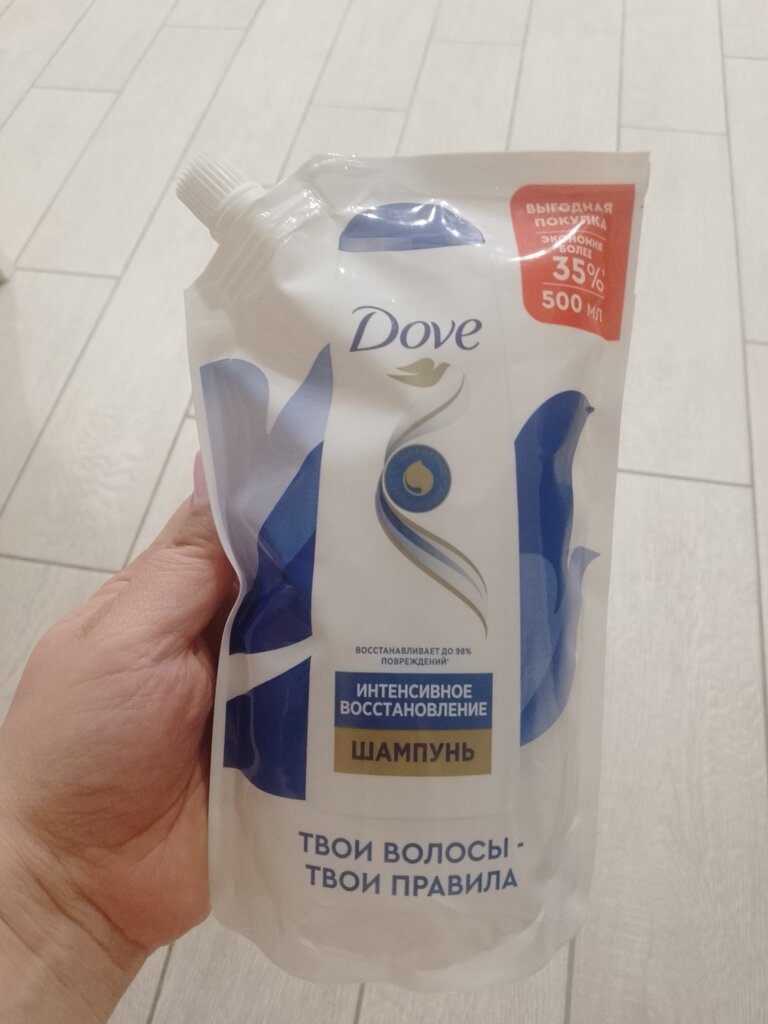 ВЫГОДНАЯ
ПОКУПКА
ЭКОНОМИЯ
БОЛЕЕ
35%
500 МЛ
Dove
ВОССТАНАВЛИВАЕТ ДО 98%
ПОВРЕЖДЕНИЙ*
ИНТЕНСИВНОЕ
ВОССТАНОВЛЕНИЕ
ШАМПУНЬ
ТВОИ ВОЛОСЫ -
ТВОИ ПРАВИЛА